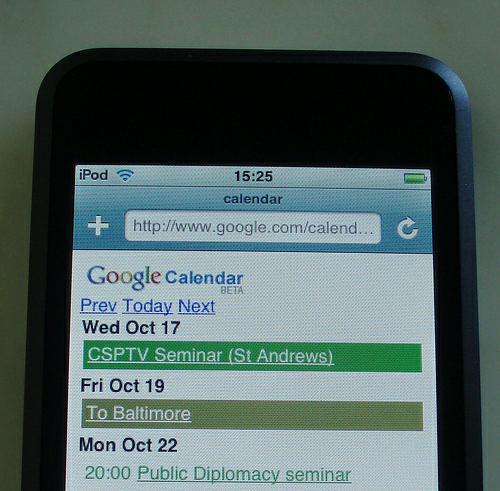 iPod 15:25
calendar
http://www.google.com/calend...
Google Calendar
BETA
Prev Today Next
Wed Oct 17
CSPTV Seminar (St Andrews)
Fri Oct 19
To Baltimore
Mon Oct 22
20:00 Public Diplomacy seminar